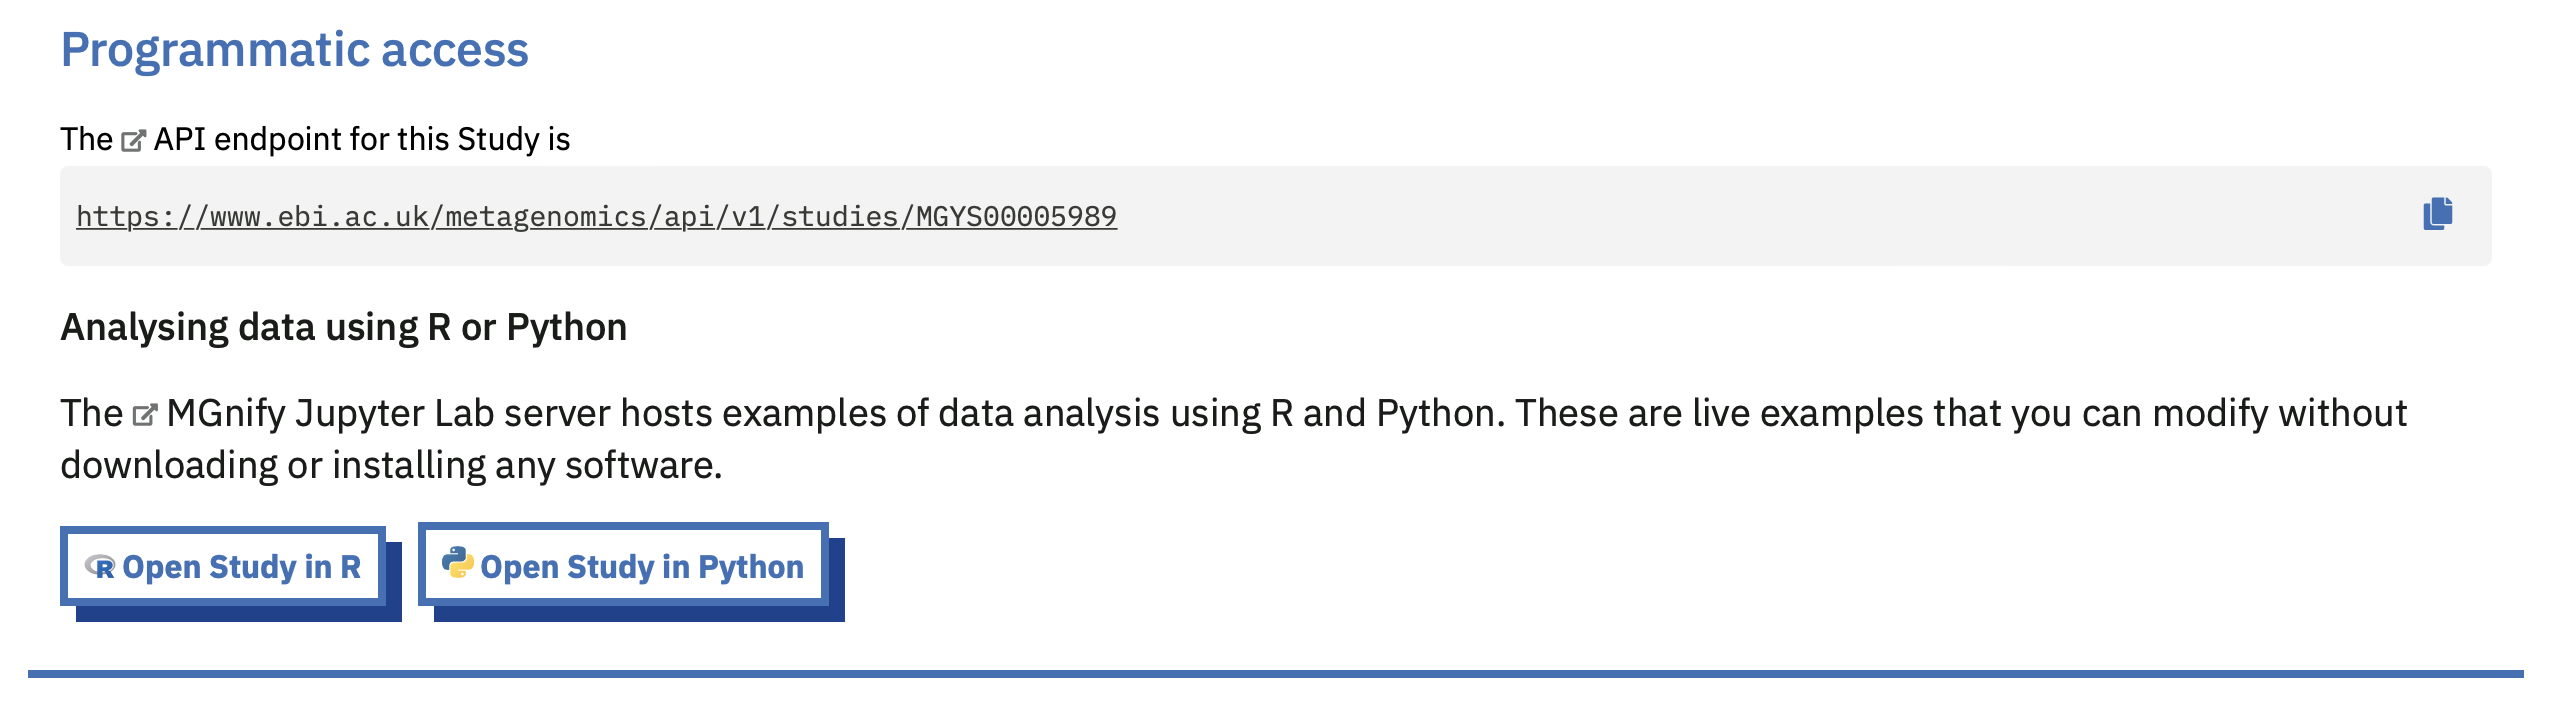 Programmatic access
The API endpoint for this Study is
https://www.ebi.ac.uk/metagenomics/api/v1/studies/MGYS00005989
Analysing data using R or Python
The MGnify Jupyter Lab server hosts examples of data analysis using R and Python. These are live examples that you can modify without
downloading or installing any software.
R Open Study in R
Open Study in Python